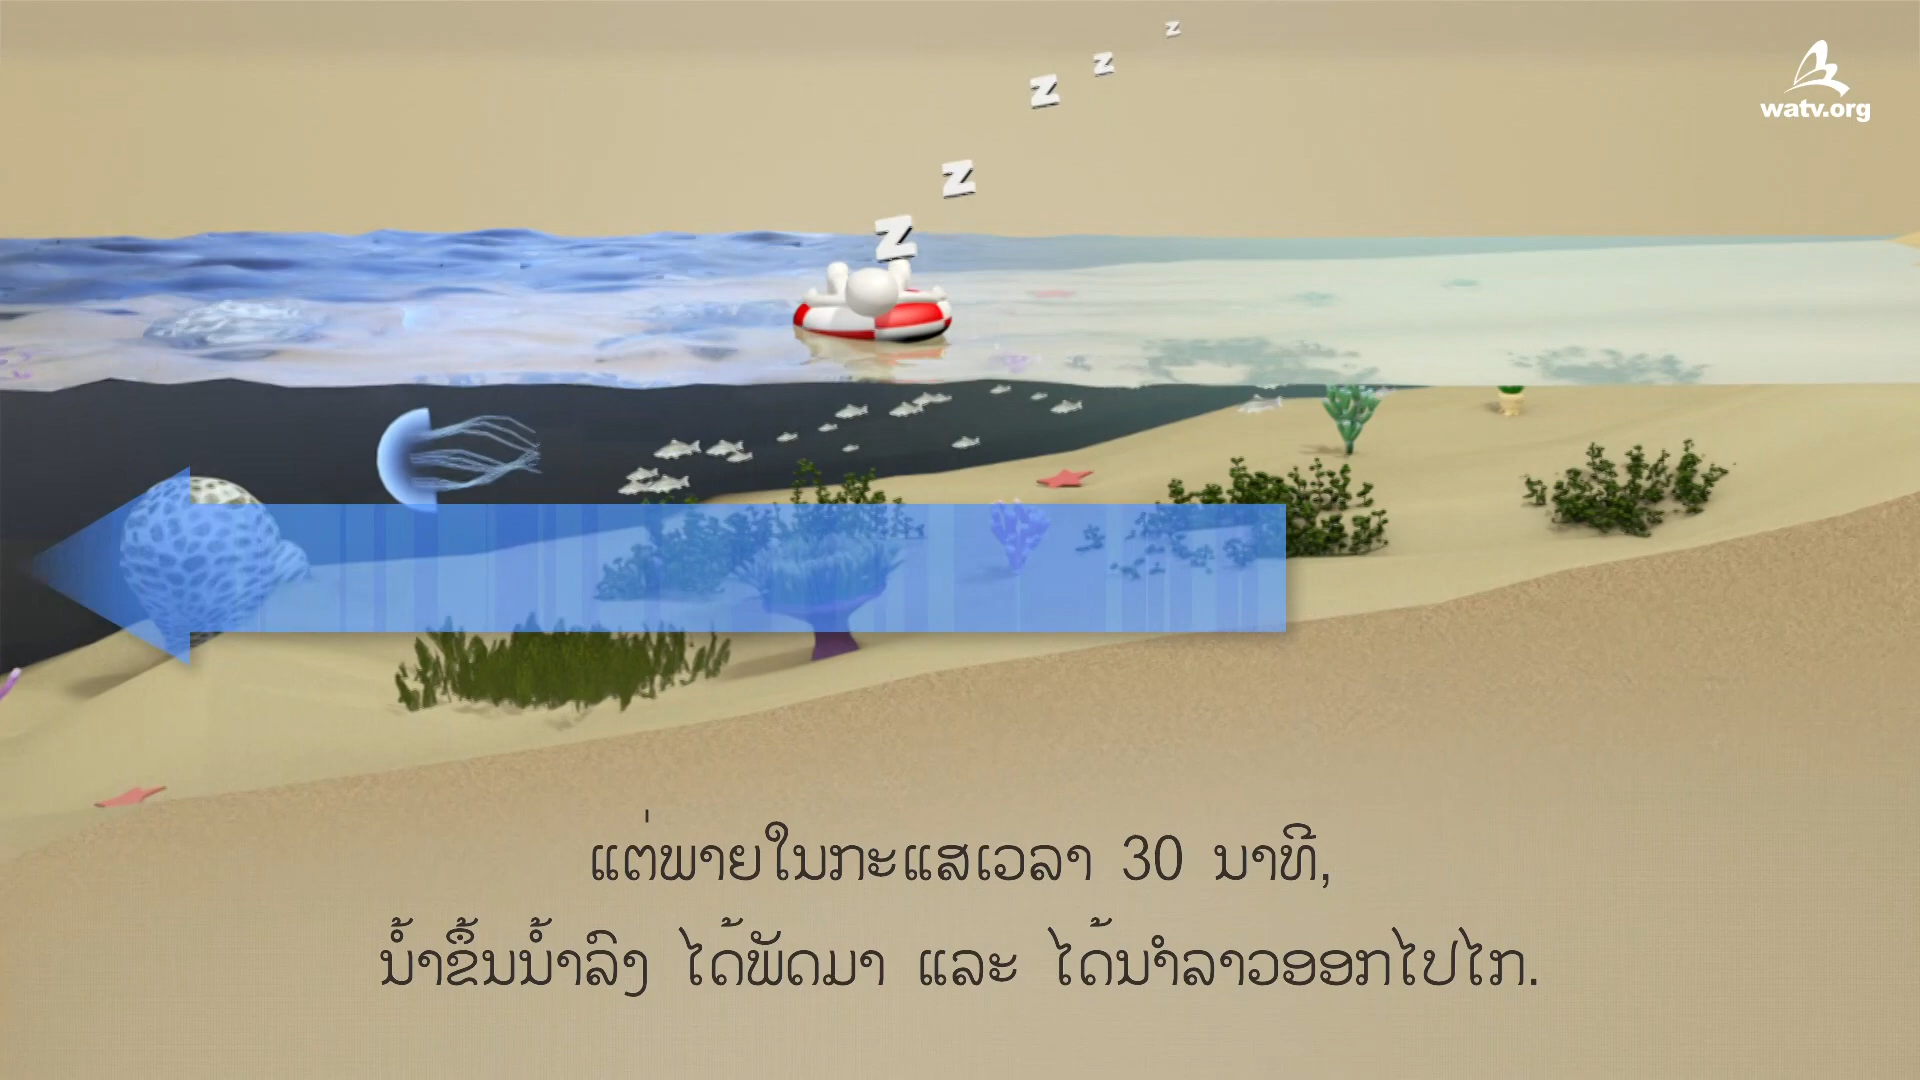 z
z
z
z
z
watv.org
ແຕ່ພາຍໃນກະແສເວລາ 30 ນາທີ,
ນ້ຳຂຶ້ນນ້ຳລົງ ໄດ້ພັດມາ ແລະ ໄດ້ນຳລາວອອກໄປໄກ.